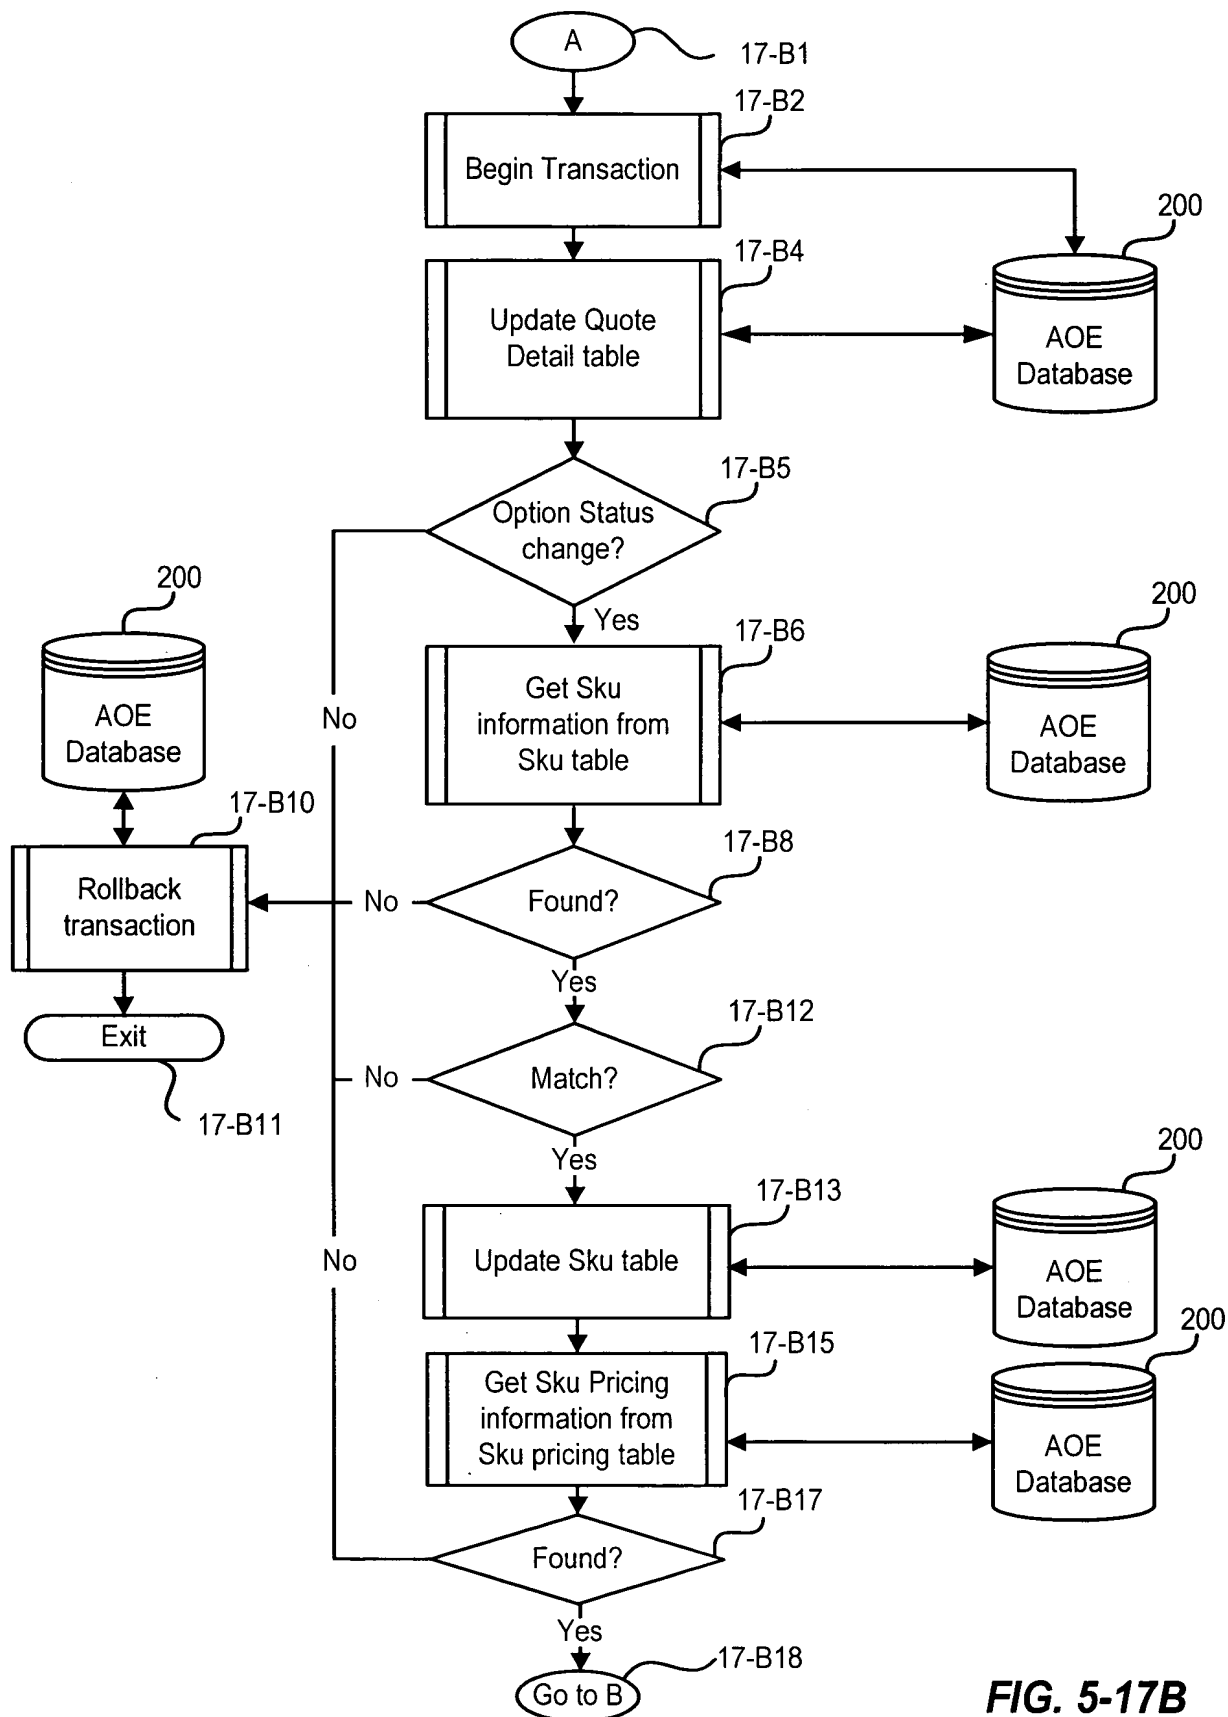 A
17-B1
17-B2
Begin Transaction
200
17-B4
Update Quote
Detail table
AOE
Database
17-B5
Option Status
change?
200
Yes
200
17-B6
AOE
Database
No
Get Sku
information from
Sku table
AOE
Database
17-B10
17-B8
Rollback
transaction
No
Found?
Yes
Exit
17-B12
No
Match?
17-B11
Yes
200
17-B13
No
Update Sku table
AOE
Database
200
17-B15
Get Sku Pricing
information from
Sku pricing table
AOE
Database
17-B17
Found?
Yes
17-B18
Go to B
FIG. 5-17B